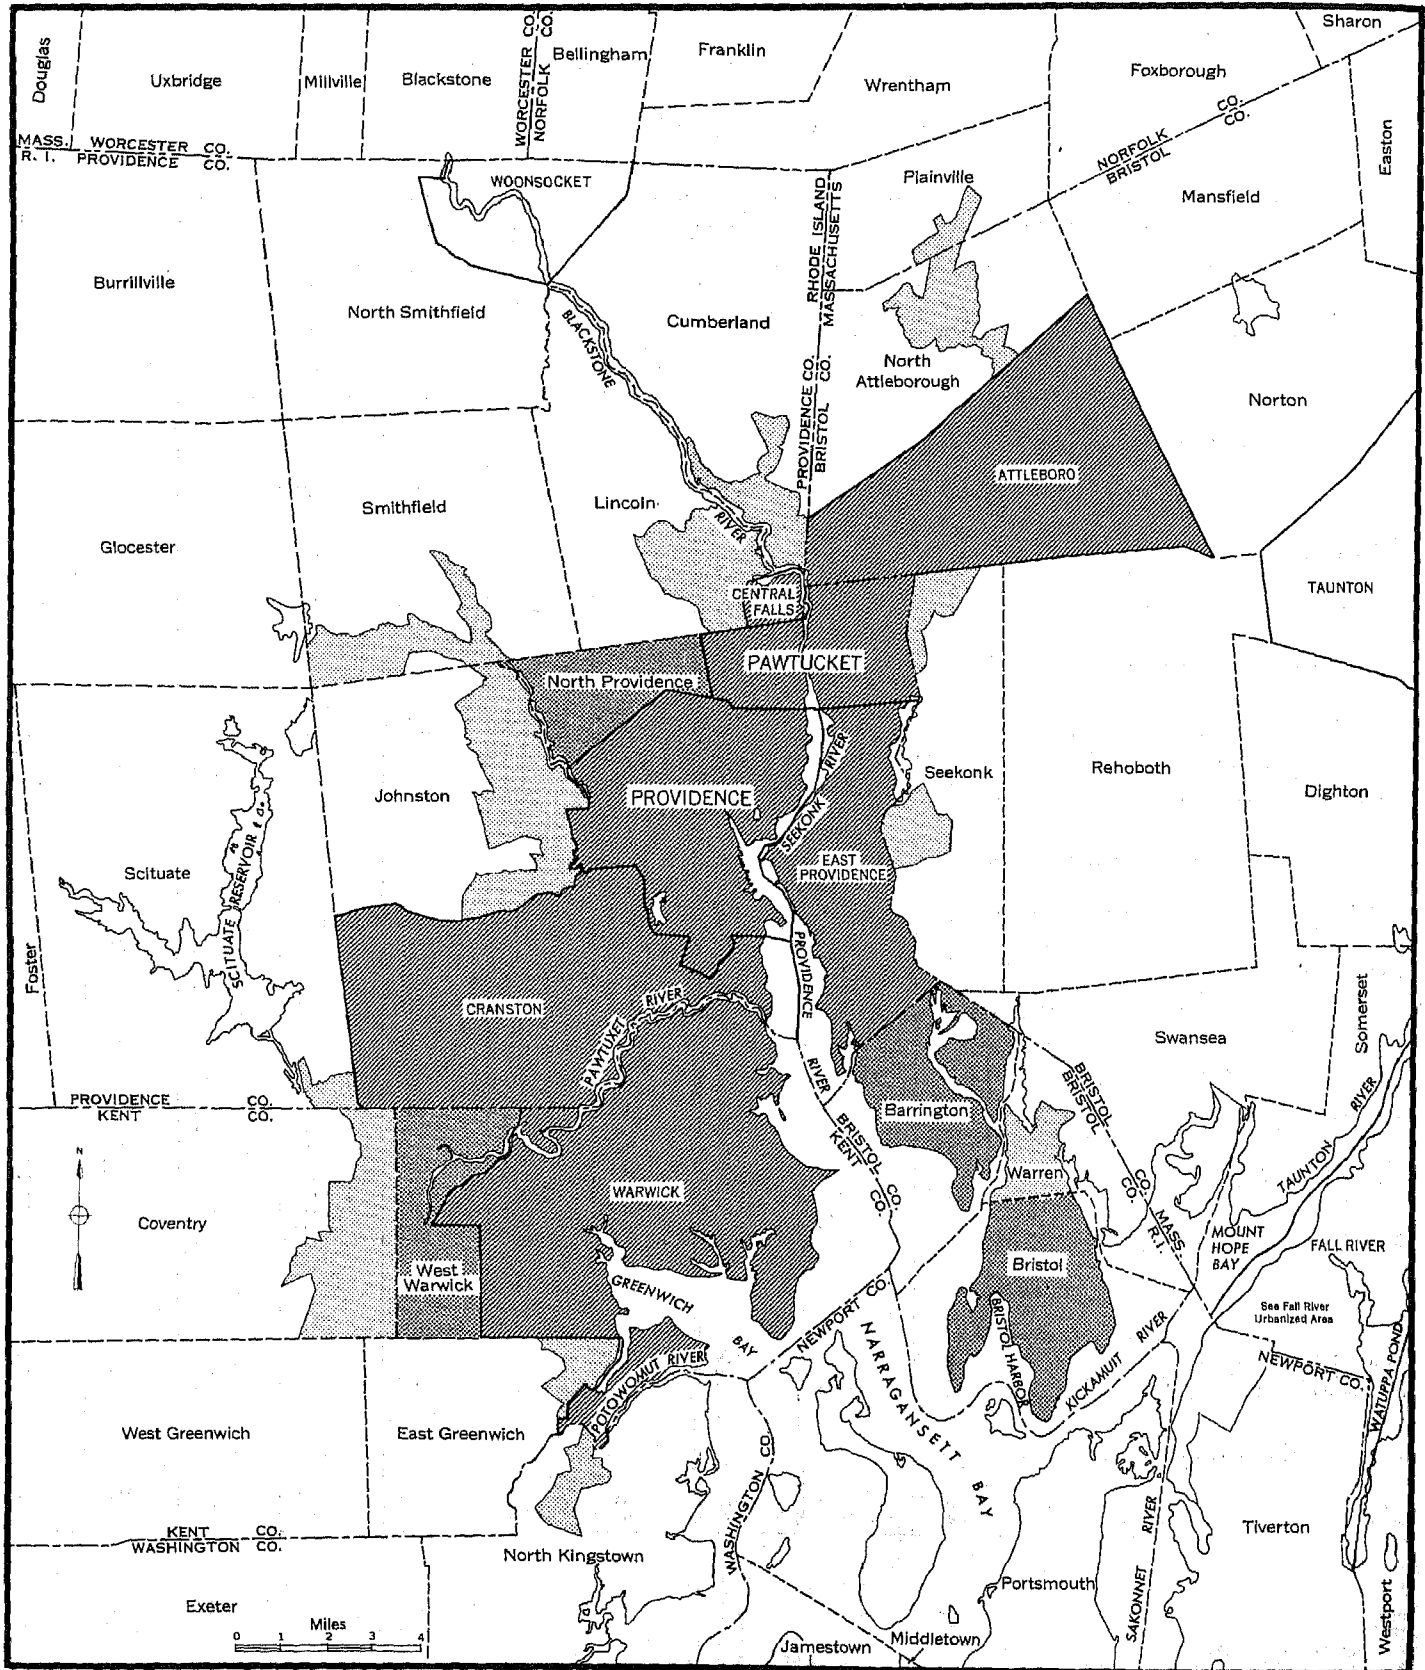 Sharon
Douglas
Uxbridge
Millville
Blackstone
WORCESTER CO.
NORFOLK CO.
Bellingham
Franklin
Wrentham
Foxborough
NORFOLK CO.
BRISTOL CO.
Easton
MASS. WORCESTER CO.
R. I. PROVIDENCE CO.
WOONSOCKET
Plainville
Mansfield
RHODE ISLAND
MASSACHUSETTS
Burrillville
North Smithfield
BLACKSTONE
RIVER
Cumberland
North
Attleborough
PROVIDENCE CO.
BRISTOL CO.
Norton
ATTLEBORO
Smithfield
Lincoln
Glocester
CENTRAL
FALLS
TAUNTON
PAWTUCKET
North Providence
SEEKONK RIVER
Seekonk
Rehoboth
Dighton
Johnston
PROVIDENCE
EAST
PROVIDENCE
Scituate
SCITUATE RESERVOIR
Foster
PROVIDENCE
RIVER
CRANSTON
PAWTUXET
RIVER
Swansea
Somerset
BRISTOL CO.
BRISTOL CO.
MASS.
R.I.
PROVIDENCE CO.
KENT CO.
BRISTOL CO.
KENT CO.
Barrington
Warren
TAUNTON RIVER
N
Coventry
WARWICK
MOUNT
HOPE
BAY
FALL RIVER
West
Warwick
Bristol
GREENWICH
BAY
NEWPORT CO.
BRISTOL HARBOR
See Fall River
Urbanized Area
NEWPORT CO.
WATUPPA POND
POTOWOMUT RIVER
NARRAGANSETT
BAY
KICKAMUIT RIVER
West Greenwich
East Greenwich
WASHINGTON CO.
KENT CO.
WASHINGTON CO.
North Kingstown
SAKONNET RIVER
Tiverton
Portsmouth
Westport
Exeter
Miles
0 1 2 3 4
Jamestown
Middletown